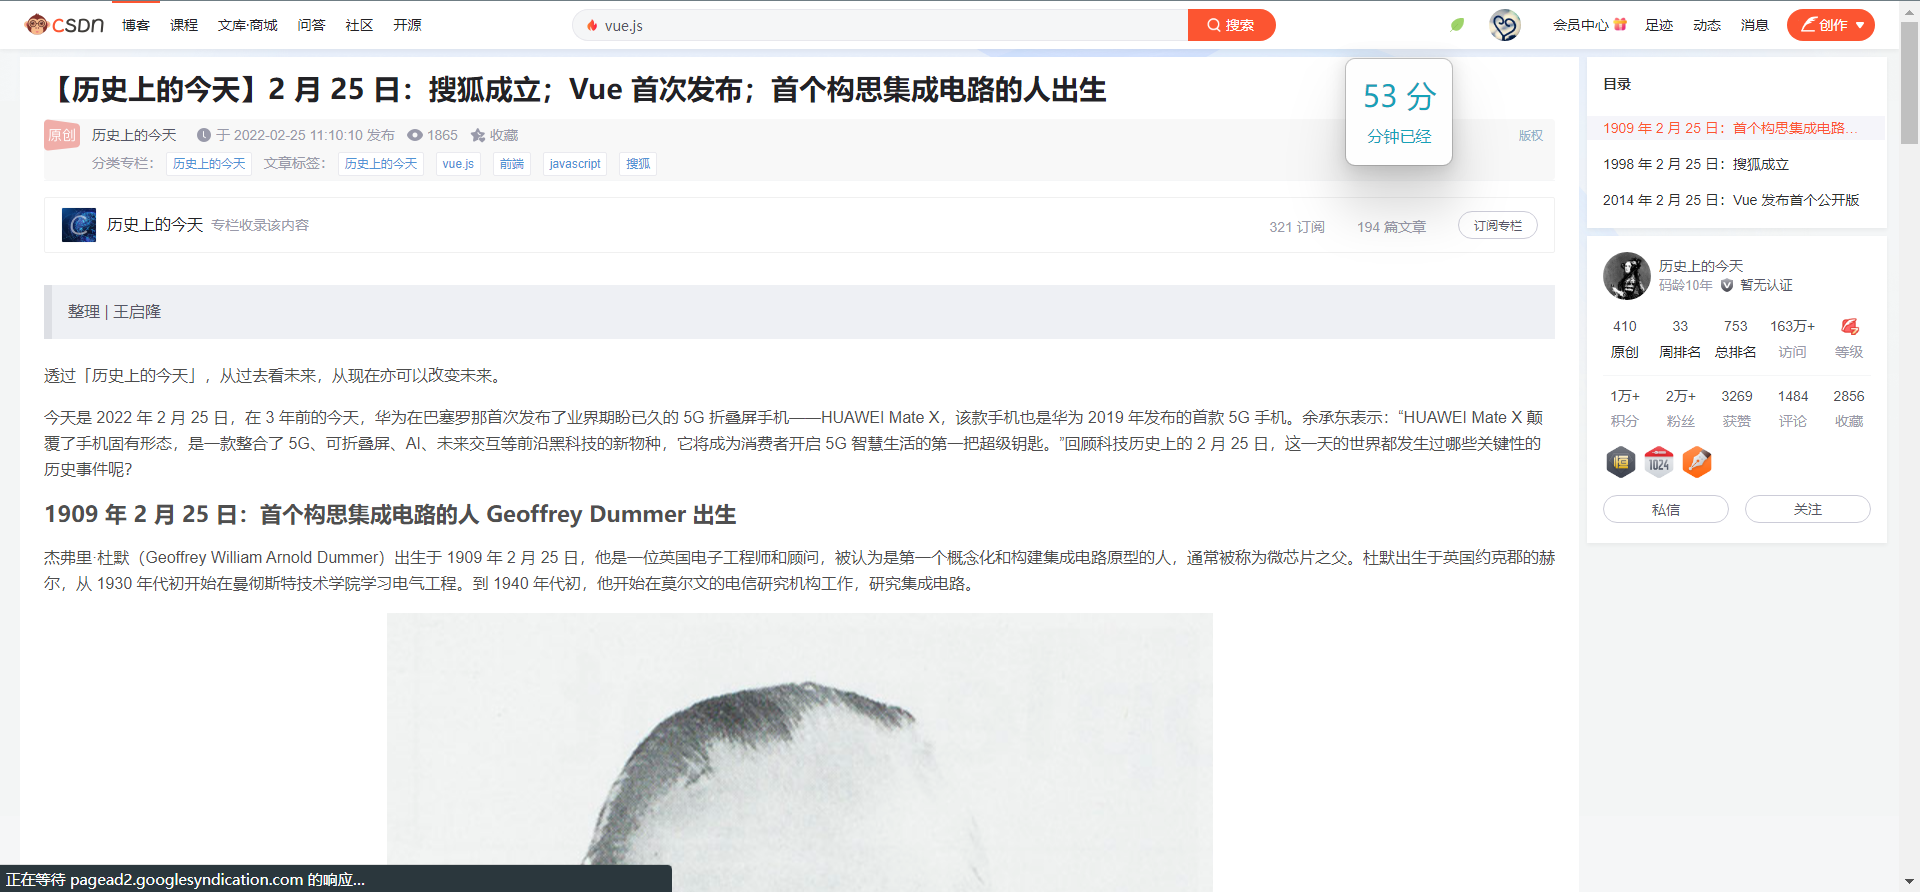 CSDN 博客 课程 文库·商城 问答 社区 开源 vue.js 搜索 会员中心 足迹 动态 消息 创作
【历史上的今天】2 月 25 日：搜狐成立；Vue 首次发布；首个构思集成电路的人出生
53 分
分钟已经
原创 历史上的今天 于 2022-02-25 11:10:10 发布 1865 收藏 版权
分类专栏： 历史上的今天 文章标签： 历史上的今天 vue.js 前端 javascript 搜狐
历史上的今天 专栏收录该内容 321 订阅 194 篇文章 订阅专栏
整理 | 王启隆
透过「历史上的今天」，从过去看未来，从现在亦可以改变未来。
今天是 2022 年 2 月 25 日，在 3 年前的今天，华为在巴塞罗那首次发布了业界期盼已久的 5G 折叠屏手机——HUAWEI Mate X，该款手机也是华为 2019 年发布的首款 5G 手机。余承东表示：“HUAWEI Mate X 颠
覆了手机固有形态，是一款整合了 5G、可折叠屏、AI、未来交互等前沿黑科技的新物种，它将成为消费者开启 5G 智慧生活的第一把超级钥匙。”回顾科技历史上的 2 月 25 日，这一天的世界都发生过哪些关键性的
历史事件呢？
1909 年 2 月 25 日：首个构思集成电路的人 Geoffrey Dummer 出生
杰弗里·杜默（Geoffrey William Arnold Dummer）出生于 1909 年 2 月 25 日，他是一位英国电子工程师和顾问，被认为是第一个概念化和构建集成电路原型的人，通常被称为微芯片之父。杜默出生于英国约克郡的赫
尔，从 1930 年代初开始在曼彻斯特技术学院学习电气工程。到 1940 年代初，他开始在莫尔文的电信研究机构工作，研究集成电路。
目录
1909 年 2 月 25 日：首个构思集成电路…
1998 年 2 月 25 日：搜狐成立
2014 年 2 月 25 日：Vue 发布首个公开版
历史上的今天
码龄10年 暂无认证
410 33 753 163万+
原创 周排名 总排名 访问 等级
1万+ 2万+ 3269 1484 2856
积分 粉丝 获赞 评论 收藏
恒 1024
私信 关注
正在等待 pagead2.googlesyndication.com 的响应...